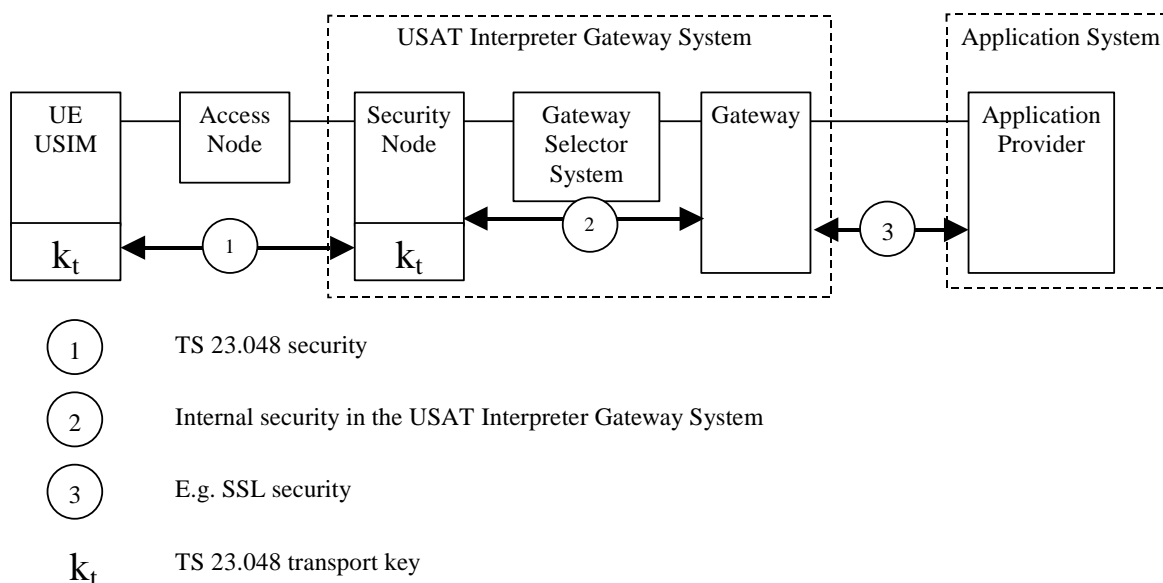 USAT Interpreter Gateway System
Application System
UE
USIM
Access
Node
Security
Node
Gateway
Selector
System
Gateway
Application
Provider
kt
1
kt
2
3
1 TS 23.048 security
2 Internal security in the USAT Interpreter Gateway System
3 E.g. SSL security
kt TS 23.048 transport key